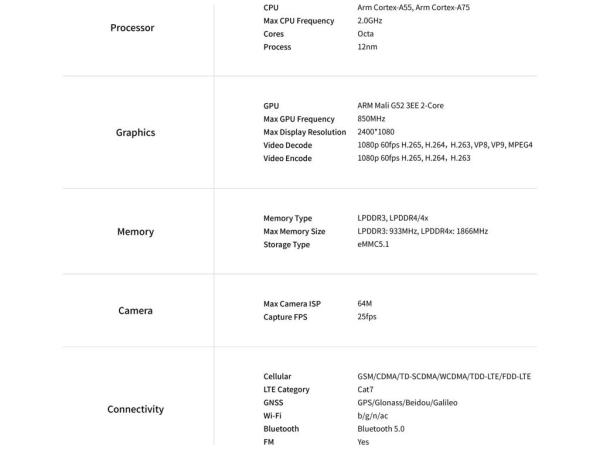 Processor
CPU Arm Cortex-A55, Arm Cortex-A75
Max CPU Frequency 2.0GHz
Cores Octa
Process 12nm
Graphics
GPU ARM Mali G52 3EE 2-Core
Max GPU Frequency 850MHz
Max Display Resolution 2400*1080
Video Decode 1080p 60fps H.265, H.264, H.263, VP8, VP9, MPEG4
Video Encode 1080p 60fps H.265, H.264, H.263
Memory
Memory Type LPDDR3, LPDDR4/4x
Max Memory Size LPDDR3: 933MHz, LPDDR4x: 1866MHz
Storage Type eMMC5.1
Camera
Max Camera ISP 64M
Capture FPS 25fps
Connectivity
Cellular GSM/CDMA/TD-SCDMA/WCDMA/TDD-LTE/FDD-LTE
LTE Category Cat7
GNSS GPS/Glonass/Beidou/Galileo
Wi-Fi b/g/n/ac
Bluetooth Bluetooth 5.0
FM Yes